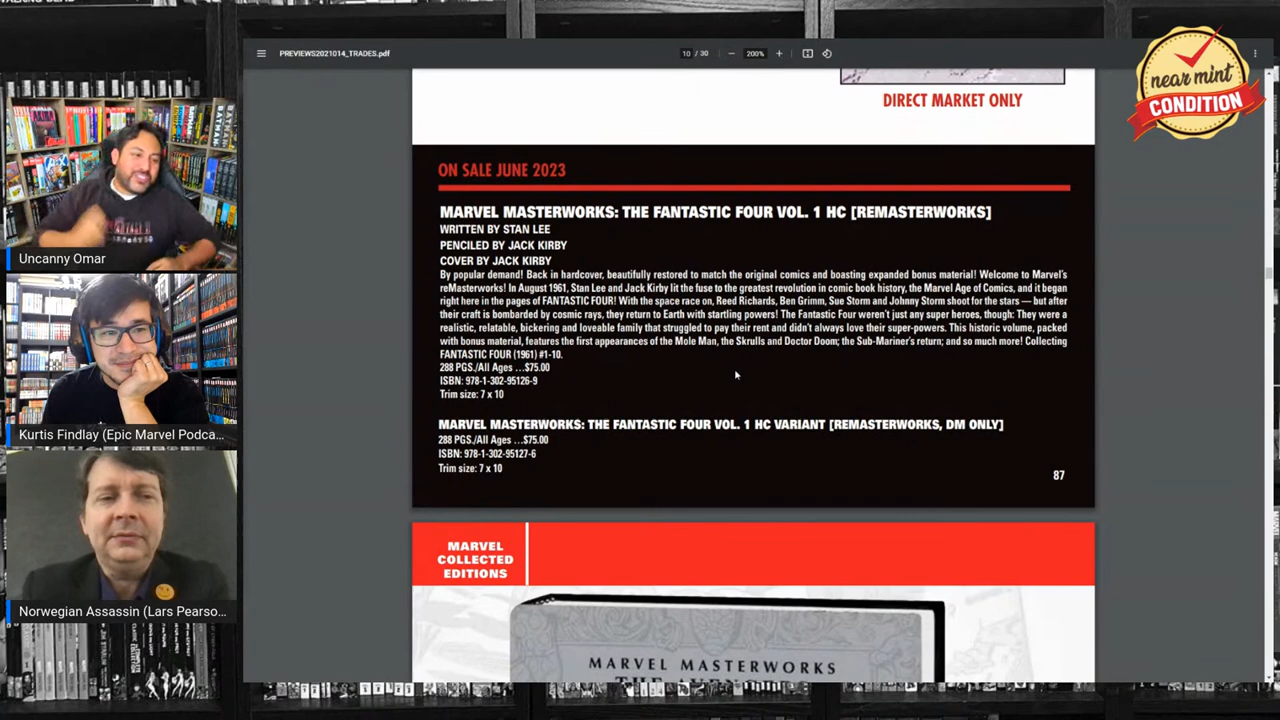 PREVIEWS2021014_TRADES.pdf
10 / 30
200%
near mint
CONDITION
DIRECT MARKET ONLY
ON SALE JUNE 2023
MARVEL MASTERWORKS: THE FANTASTIC FOUR VOL. 1 HC [REMASTERWORKS]
WRITTEN BY STAN LEE
PENCILED BY JACK KIRBY
COVER BY JACK KIRBY
By popular demand! Back in hardcover, beautifully restored to match the original comics and boasting expanded bonus material! Welcome to Marvel's
reMasterworks! In August 1961, Stan Lee and Jack Kirby lit the fuse to the greatest revolution in comic book history, the Marvel Age of Comics, and it began
right here in the pages of FANTASTIC FOUR! With the space race on, Reed Richards, Ben Grimm, Sue Storm and Johnny Storm shoot for the stars — but after
their craft is bombarded by cosmic rays, they return to Earth with startling powers! The Fantastic Four weren't just any super heroes, though: They were a
realistic, relatable, bickering and loveable family that struggled to pay their rent and didn't always love their super-powers. This historic volume, packed
with bonus material, features the first appearances of the Mole Man, the Skrulls and Doctor Doom; the Sub-Mariner's return; and so much more! Collecting
FANTASTIC FOUR (1961) #1-10.
288 PGS./All Ages ...$75.00
ISBN: 978-1-302-95126-9
Trim size: 7 x 10
MARVEL MASTERWORKS: THE FANTASTIC FOUR VOL. 1 HC VARIANT [REMASTERWORKS, DM ONLY]
288 PGS./All Ages ...$75.00
ISBN: 978-1-302-95127-6
Trim size: 7 x 10
87
MARVEL
COLLECTED
EDITIONS
MARVEL MASTERWORKS
AKIRA
BATMAN
Uncanny Omar
Kurtis Findlay (Epic Marvel Podca...
Norwegian Assassin (Lars Pearso...